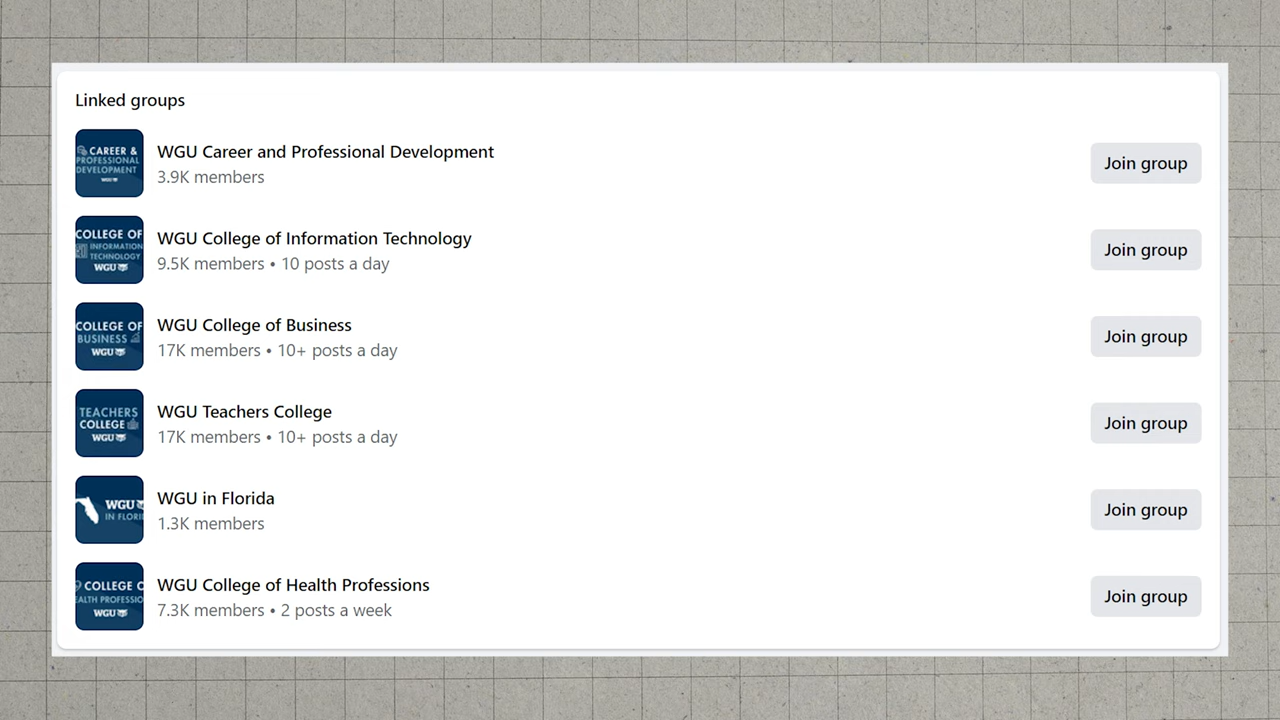 Linked groups
CAREER &
PROFESSIONAL
DEVELOPMENT
WGU
WGU Career and Professional Development
3.9K members
Join group
COLLEGE OF
INFORMATION
TECHNOLOGY
WGU
WGU College of Information Technology
9.5K members • 10 posts a day
Join group
COLLEGE OF
BUSINESS
WGU
WGU College of Business
17K members • 10+ posts a day
Join group
TEACHERS
COLLEGE
WGU
WGU Teachers College
17K members • 10+ posts a day
Join group
WGU
IN FLORI
WGU in Florida
1.3K members
Join group
COLLEGE O
EALTH PROFESSIO
WGU
WGU College of Health Professions
7.3K members • 2 posts a week
Join group